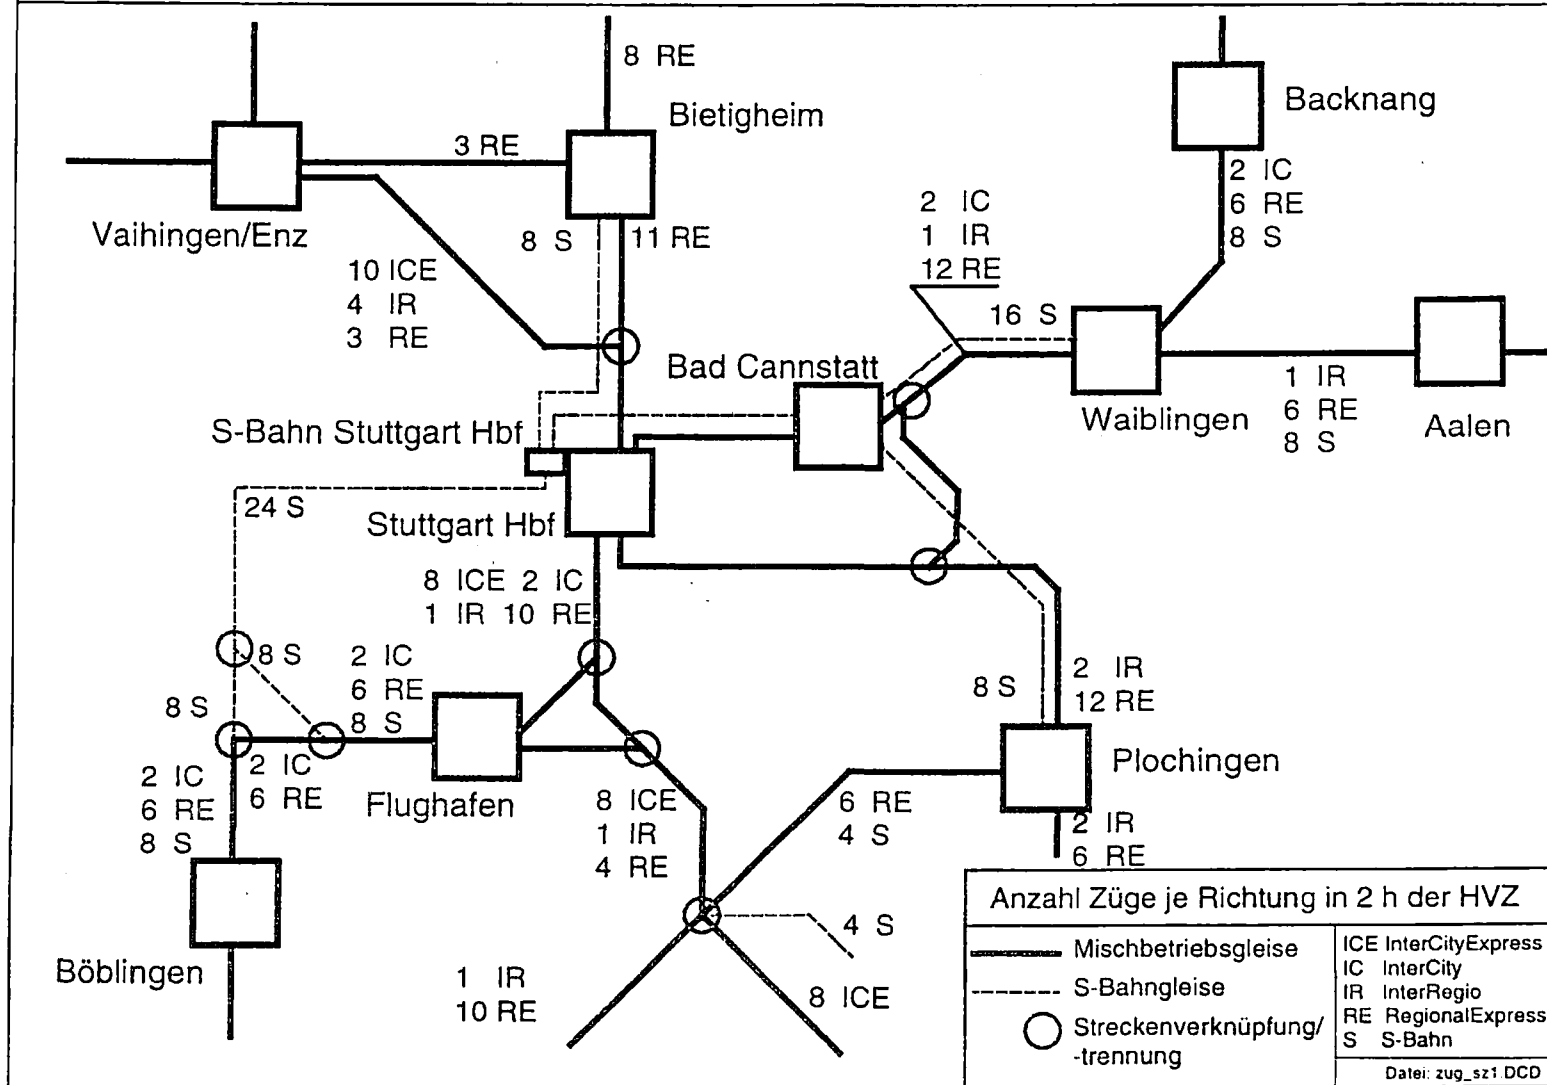 8 RE
Bietigheim
Backnang
3 RE
Vaihingen/Enz
8 S
11 RE
2 IC
6 RE
8 S
2 IC
1 IR
12 RE
10 ICE
4 IR
3 RE
16 S
Bad Cannstatt
Waiblingen
1 IR
6 RE
8 S
Aalen
S-Bahn Stuttgart Hbf
24 S
Stuttgart Hbf
8 ICE 2 IC
1 IR 10 RE
8 S
2 IC
6 RE
8 S
8 S
2 IC
6 RE
2 IC
6 RE
8 S
Flughafen
8 S
2 IR
12 RE
Plochingen
8 ICE
1 IR
4 RE
6 RE
4 S
2 IR
6 RE
Böblingen
4 S
1 IR
10 RE
8 ICE
Anzahl Züge je Richtung in 2 h der HVZ
Mischbetriebsgleise
S-Bahngleise
Streckenverknüpfung/
-trennung
ICE InterCityExpress
IC InterCity
IR InterRegio
RE RegionalExpress
S S-Bahn
Datei: zug_sz1.DCD